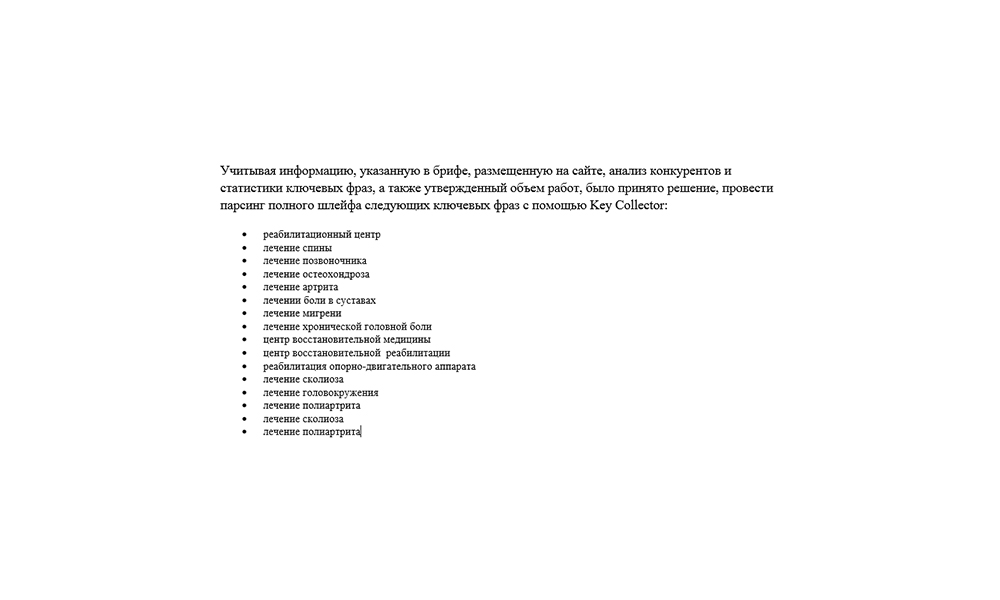 Учитывая информацию, указанную в брифе, размещенную на сайте, анализ конкурентов и
статистики ключевых фраз, а также утвержденный объем работ, было принято решение, провести
парсинг полного шлейфа следующих ключевых фраз с помощью Key Collector:
• реабилитационный центр
• лечение спины
• лечение позвоночника
• лечение остеохондроза
• лечение артрита
• лечении боли в суставах
• лечение мигрени
• лечение хронической головной боли
• центр восстановительной медицины
• центр восстановительной  реабилитации
• реабилитация опорно-двигательного аппарата
• лечение сколиоза
• лечение головокружения
• лечение полиартрита
• лечение сколиоза
• лечение полиартрита